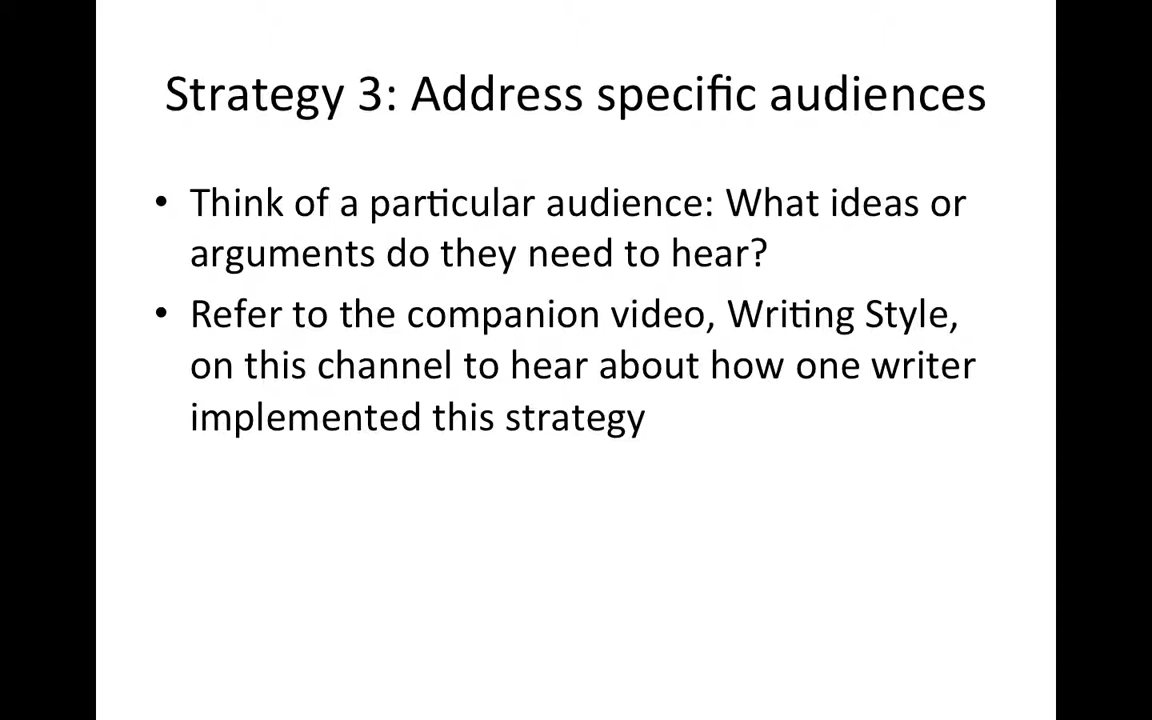 Strategy 3: Address specific audiences
• Think of a particular audience: What ideas or
arguments do they need to hear?
• Refer to the companion video, Writing Style,
on this channel to hear about how one writer
implemented this strategy